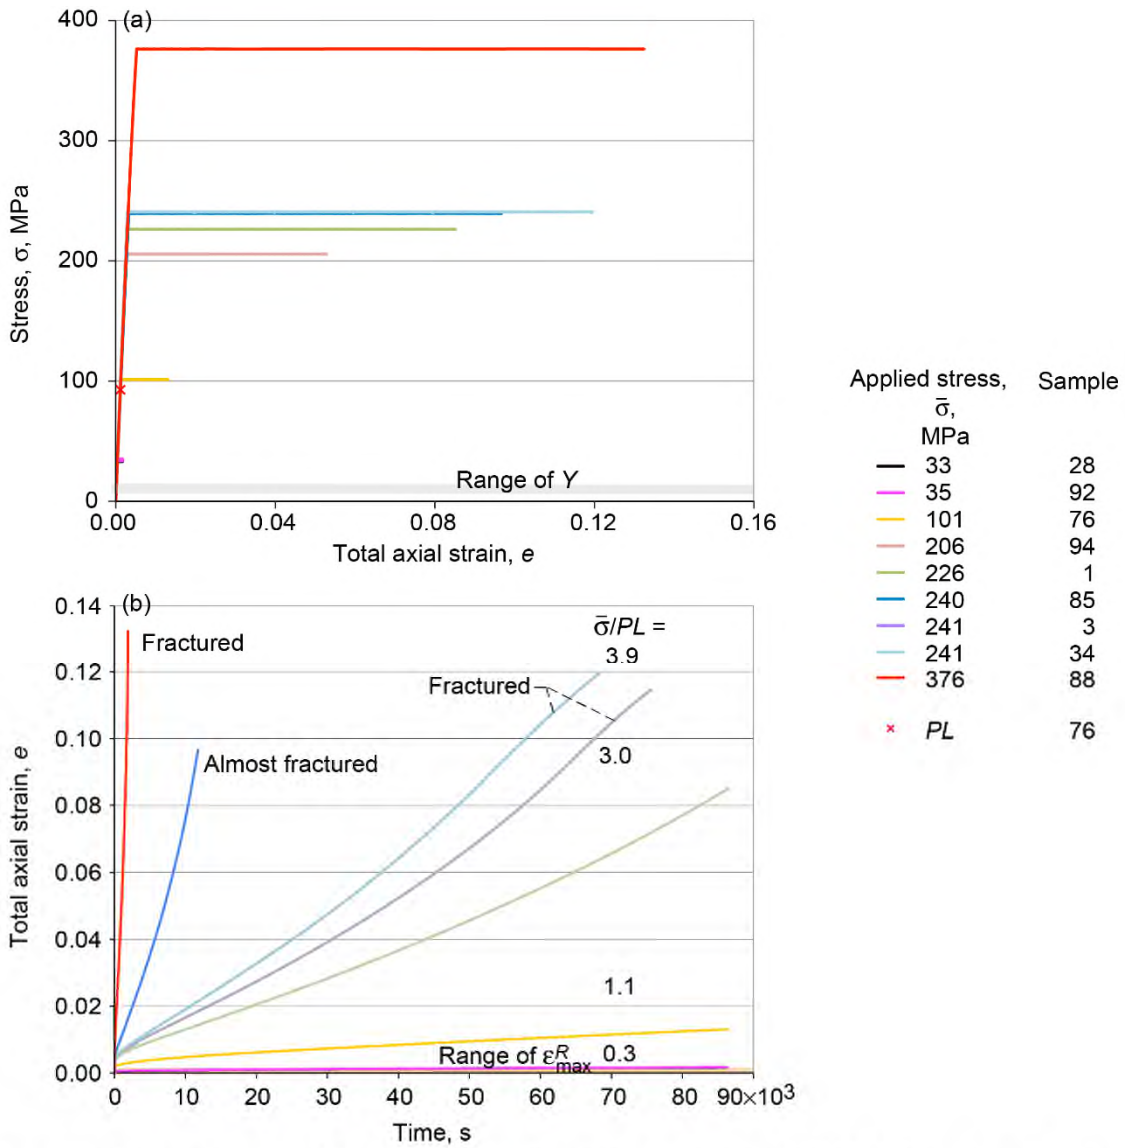 (a)
400
300
200
100
0
Stress, σ, MPa
Range of Y
0.00 0.04 0.08 0.12 0.16
Total axial strain, e
Applied stress, Sample
σ̄,
MPa
33 28
35 92
101 76
206 94
226 1
240 85
241 3
241 34
376 88
× PL 76
(b)
0.14
0.12
0.10
0.08
0.06
0.04
0.02
0.00
Total axial strain, e
Fractured
Almost fractured
σ̄/PL =
3.9
Fractured
3.0
1.1
0.3
Range of εᴿmax
0 10 20 30 40 50 60 70 80 90×10³
Time, s